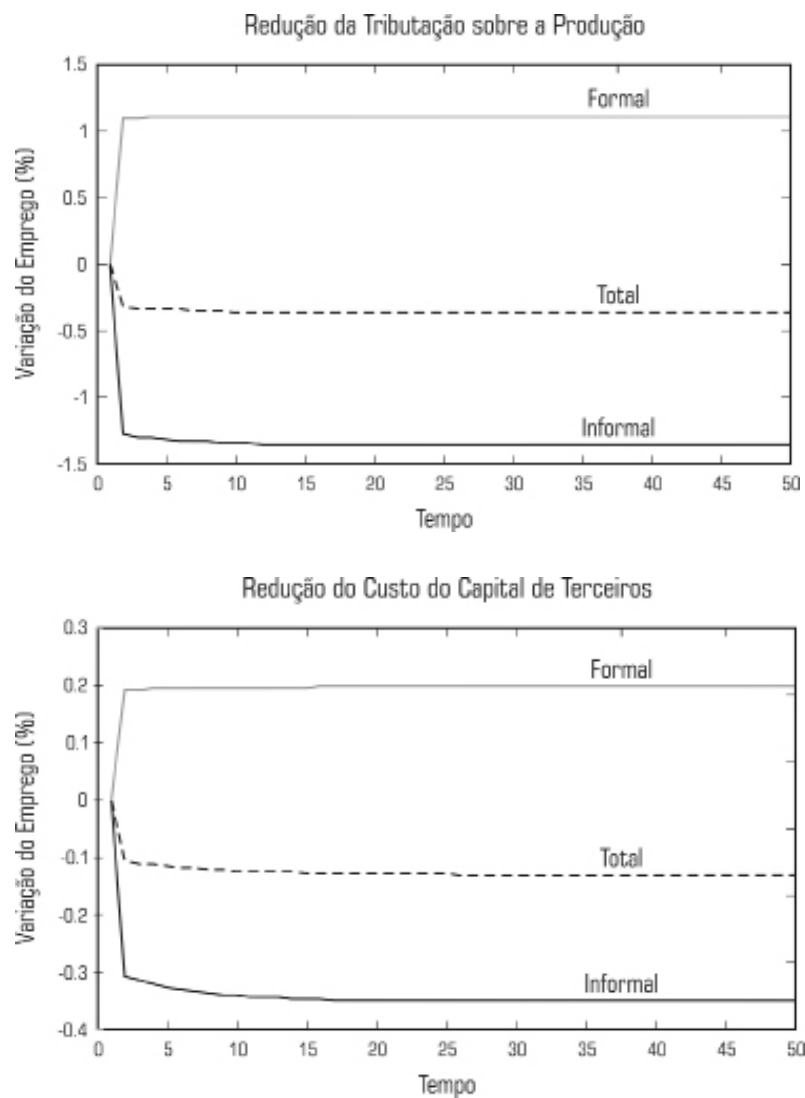 Redução da Tributação sobre a Produção
Variação do Emprego (%)
1.5
1
0.5
0
-0.5
-1
-1.5
Formal
Total
Informal
0 5 10 15 20 25 30 35 40 45 50
Tempo
Redução do Custo do Capital de Terceiros
Variação do Emprego (%)
0.3
0.2
0.1
0
-0.1
-0.2
-0.3
-0.4
Formal
Total
Informal
0 5 10 15 20 25 30 35 40 45 50
Tempo